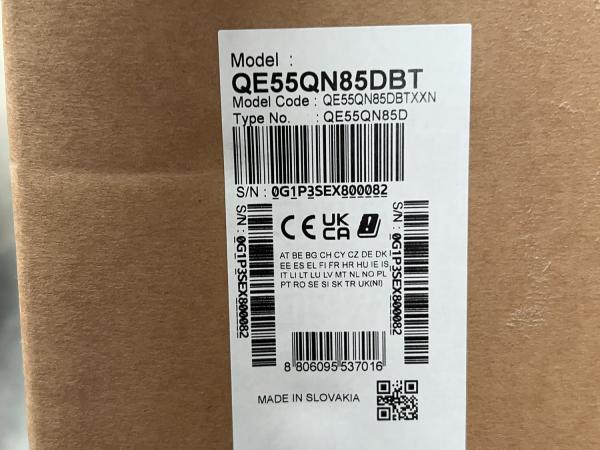 Model :
QE55QN85DBT
Model Code : QE55QN85DBTXXN
Type No. : QE55QN85D
S/N : 0G1P3SEX800082
S/N : 0G1P3SEX800082
S/N : 0G1P3SEX800082
CE UK CA
AT BE BG CH CY CZ DE DK
EE ES EL FI FR HR HU IE IS
IT LI LT LU LV MT NL NO PL
PT RO SE SI SK TR UK(NI)
8 806095 537016
MADE IN SLOVAKIA